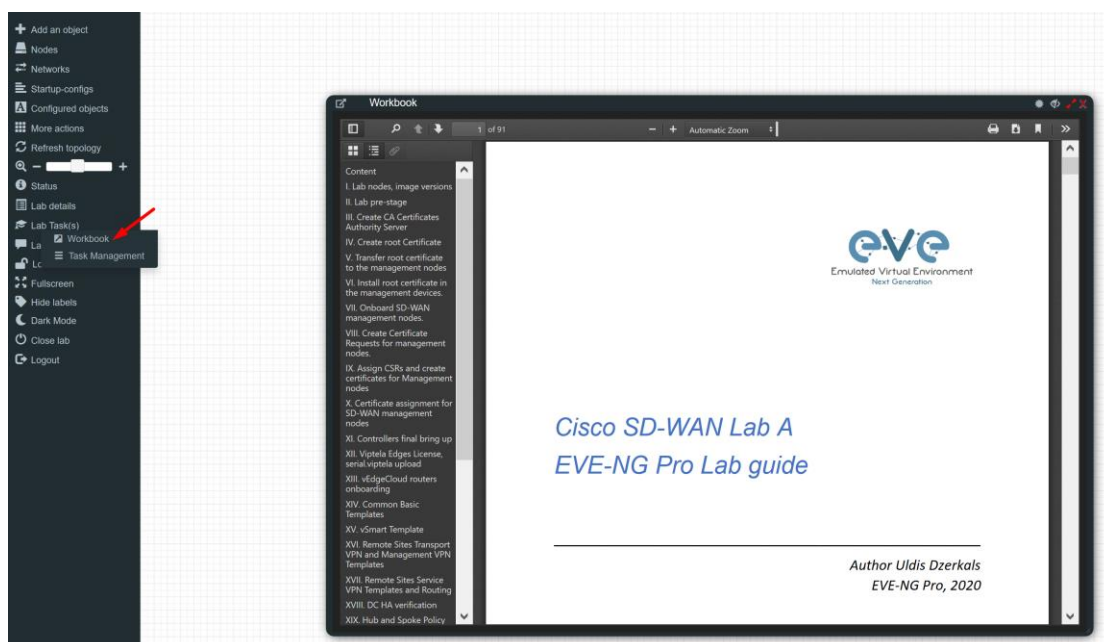 Add an object
Nodes
Networks
Startup-configs
Configured objects
More actions
Refresh topology
Status
Lab details
Lab Task(s)
Workbook
La
Task Management
Lo
Fullscreen
Hide labels
Dark Mode
Close lab
Logout
Workbook
1 of 91
Automatic Zoom
Content
I. Lab nodes, image versions
II. Lab pre-stage
III. Create CA Certificates
Authority Server
IV. Create root Certificate
V. Transfer root certificate
to the management nodes
VI. Install root certificate in
the management devices.
VII. Onboard SD-WAN
management nodes.
VIII. Create Certificate
Requests for management
nodes.
IX. Assign CSRs and create
certificates for Management
nodes
X. Certificate assignment for
SD-WAN management
nodes
XI. Controllers final bring up
XII. Viptela Edges License,
serial.viptela upload
XIII. vEdgeCloud routers
onboarding
XIV. Common Basic
Templates
XV. vSmart Template
XVI. Remote Sites Transport
VPN and Management VPN
Templates
XVII. Remote Sites Service
VPN Templates and Routing
XVIII. DC HA verification
XIX. Hub and Spoke Policy
eve
Emulated Virtual Environment
Next Generation
Cisco SD-WAN Lab A
EVE-NG Pro Lab guide
Author Uldis Dzerkals
EVE-NG Pro, 2020